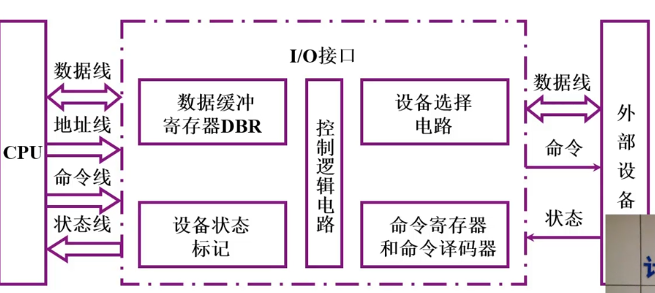 I/O接口
数据线
地址线
CPU
命令线
状态线
数据缓冲
寄存器DBR
设备状态
标记
控制逻辑电路
设备选择
电路
命令寄存器
和命令译码器
数据线
命令
状态
外部设备